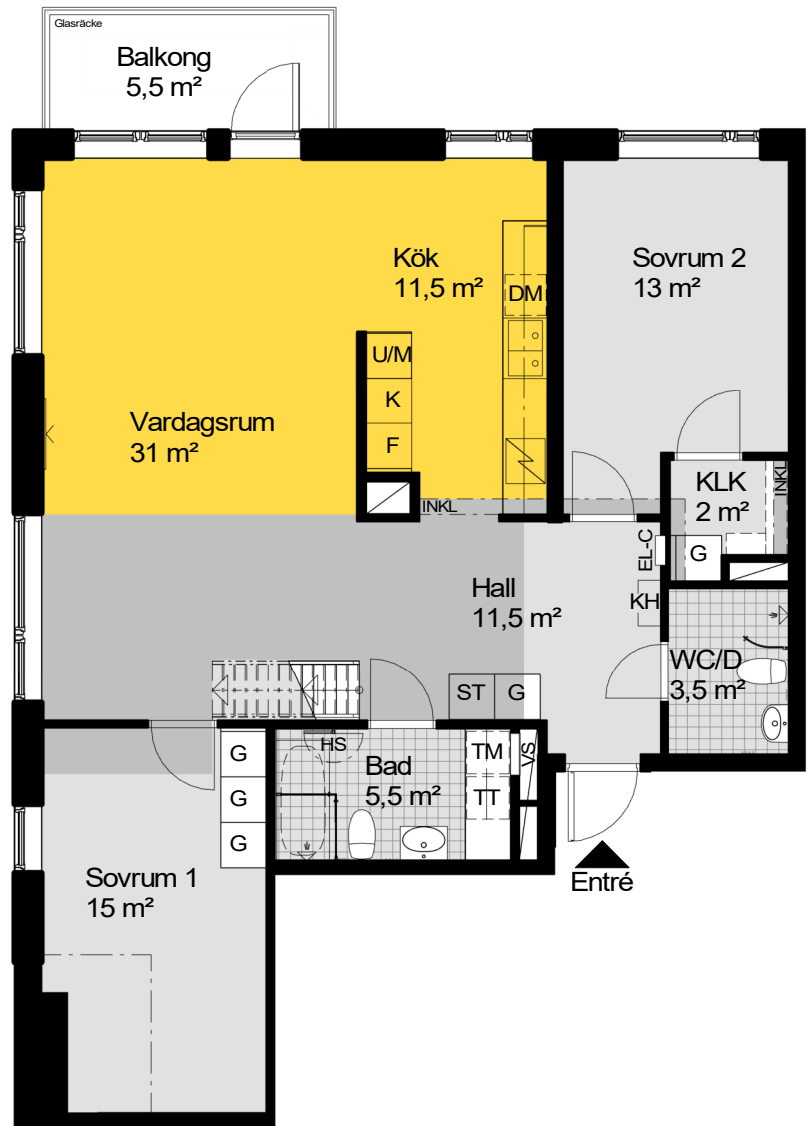 Glasräcke
Balkong
5,5 m²
Kök
11,5 m²
Sovrum 2
13 m²
DM
U/M
K
F
Vardagsrum
31 m²
INKL
KLK
2 m²
INKL
EL-C
G
Hall
11,5 m²
KH
WC/D
3,5 m²
ST
G
HS
Bad
5,5 m²
TM
TT
VS
G
G
G
Sovrum 1
15 m²
Entré